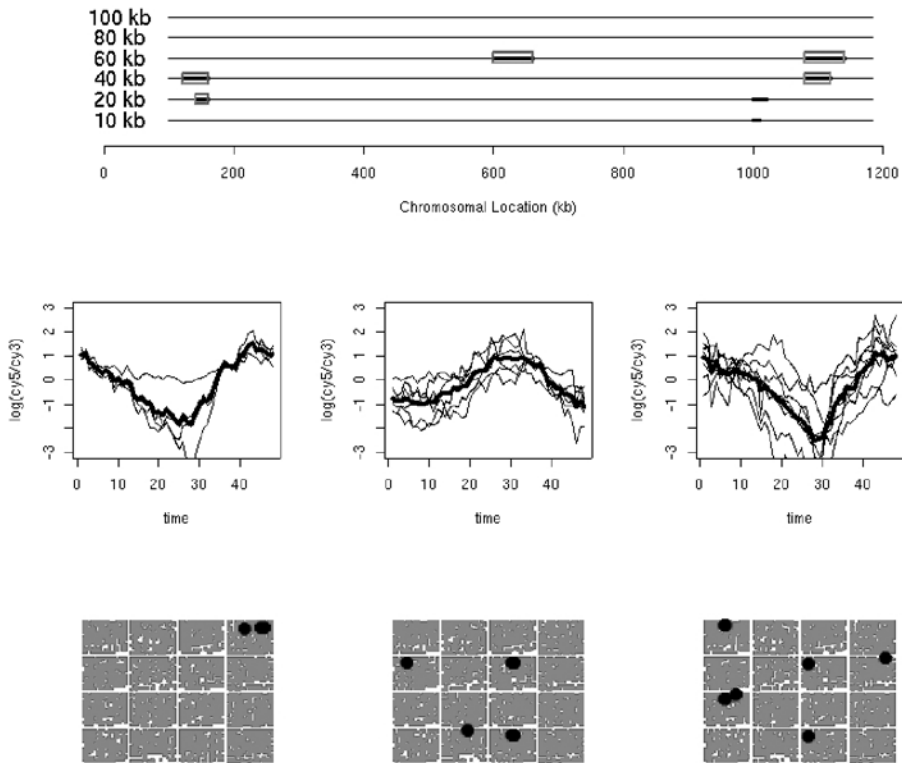 100 kb
80 kb
60 kb
40 kb
20 kb
10 kb
0 200 400 600 800 1000 1200
Chromosomal Location (kb)
log(cy5/cy3)
3
2
1
0
-1
-3
0 10 20 30 40
time
log(cy5/cy3)
3
2
1
0
-1
-3
0 10 20 30 40
time
log(cy5/cy3)
3
2
1
0
-1
-3
0 10 20 30 40
time